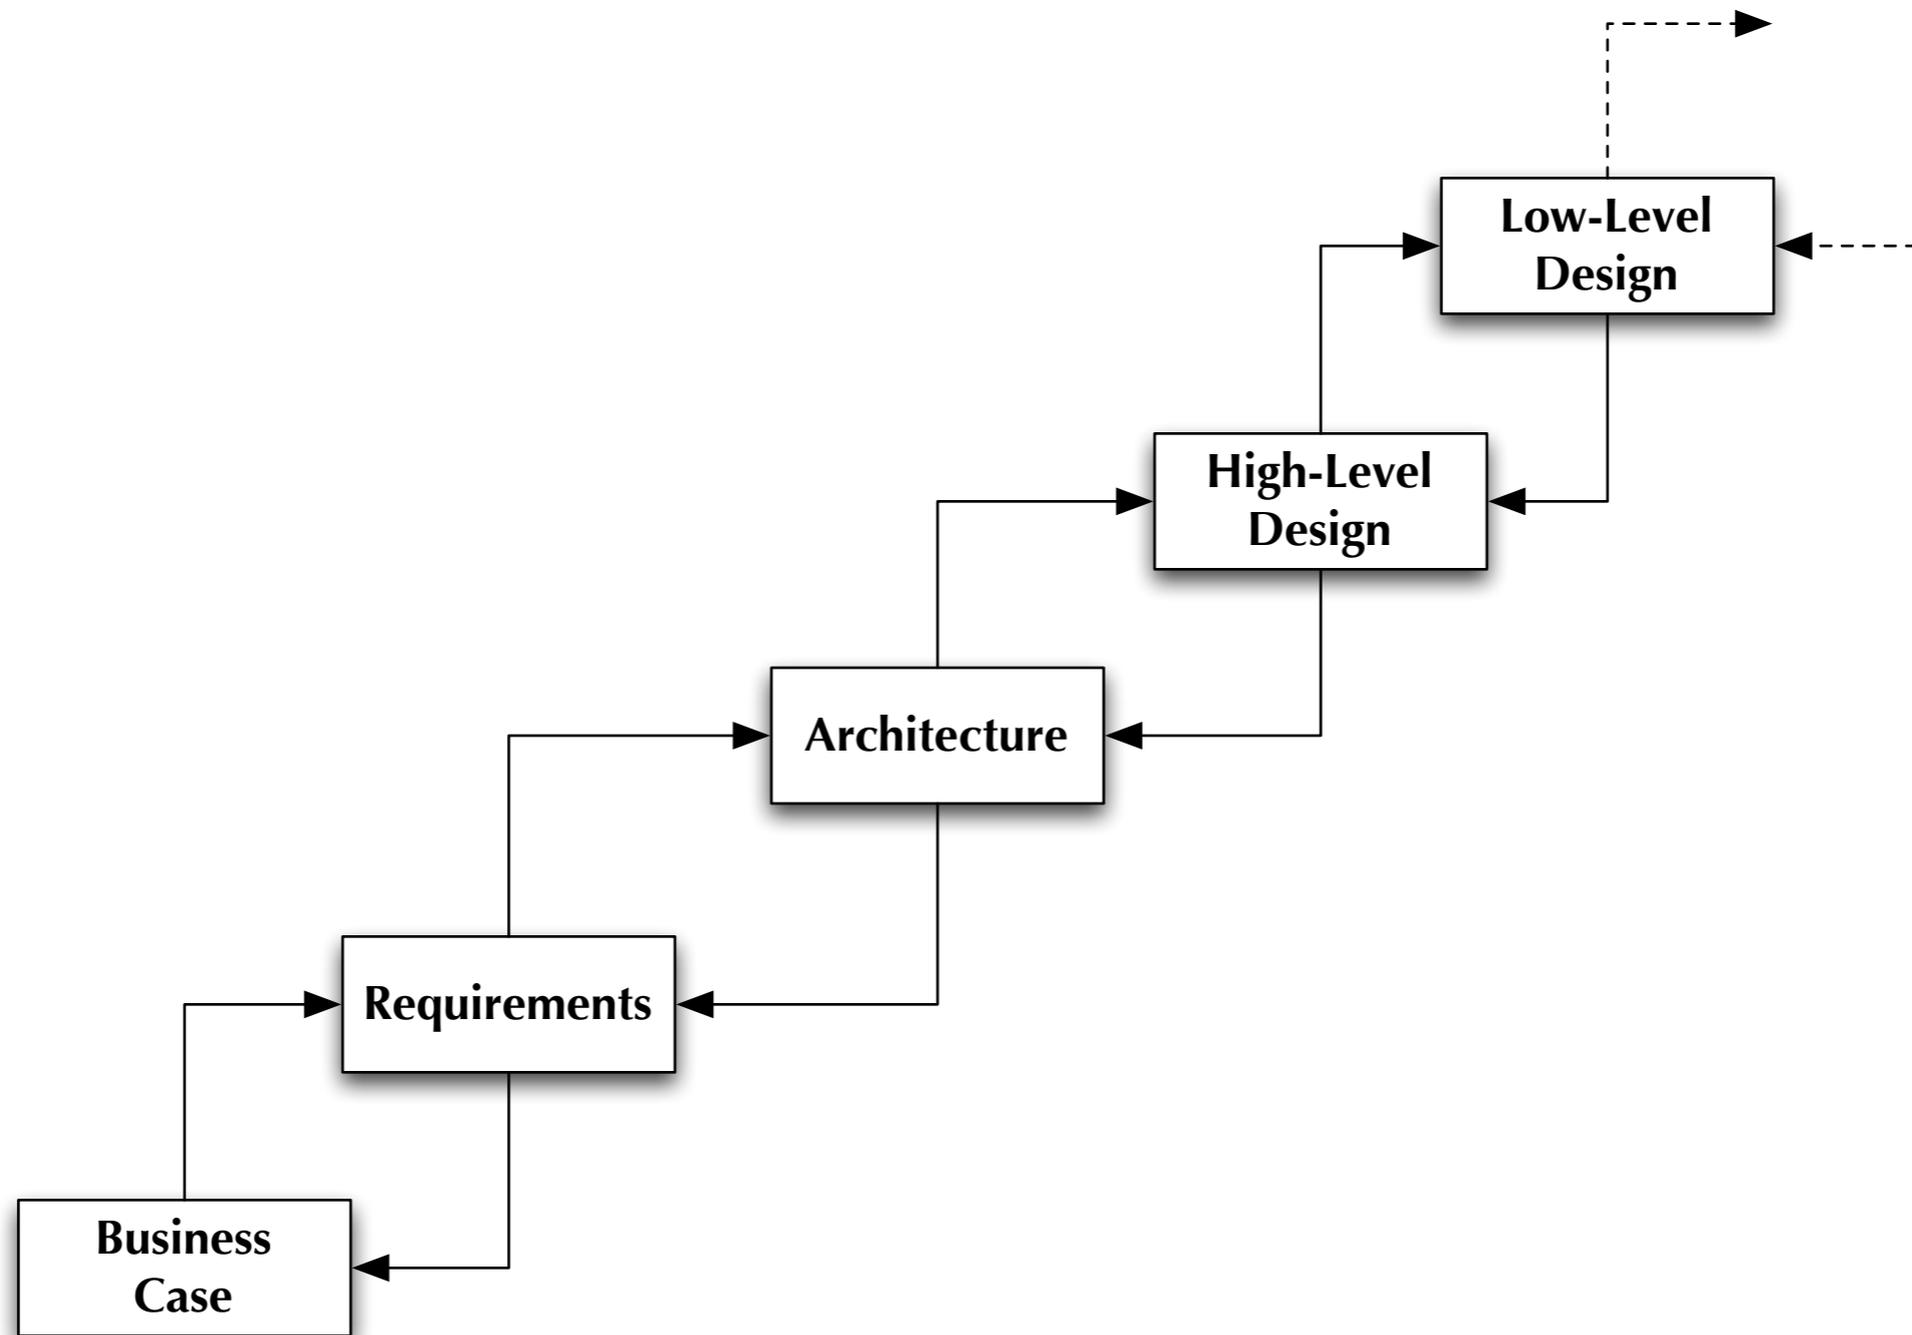 Low-Level
Design
High-Level
Design
Architecture
Requirements
Business
Case